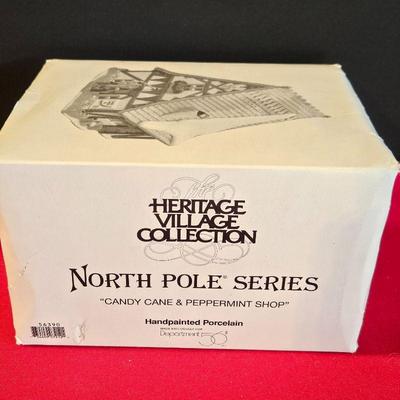 The
HERITAGE
VILLAGE
COLLECTION
NORTH POLE® SERIES
"CANDY CANE & PEPPERMINT SHOP"
Handpainted Porcelain
Department 56®
56390